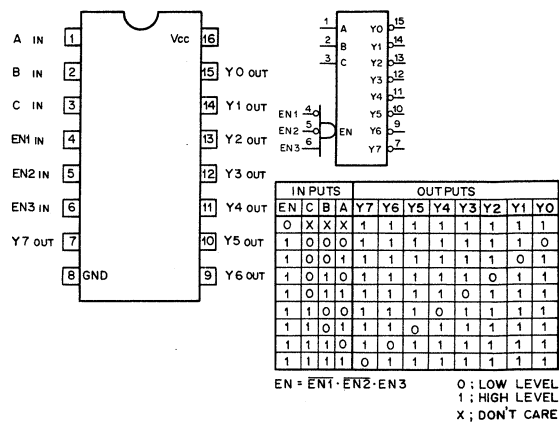 A IN 1 Vcc 16
B IN 2 15 Y0 OUT
C IN 3 14 Y1 OUT
EN1 IN 4 13 Y2 OUT
EN2 IN 5 12 Y3 OUT
EN3 IN 6 11 Y4 OUT
Y7 OUT 7 10 Y5 OUT
8 GND 9 Y6 OUT
1 A Y0 15
2 B Y1 14
3 C Y2 13
Y3 12
Y4 11
EN1 4 Y5 10
EN2 5 EN Y6 9
EN3 6 Y7 7
INPUTS OUTPUTS
EN C B A Y7 Y6 Y5 Y4 Y3 Y2 Y1 Y0
0 X X X 1 1 1 1 1 1 1 1
1 0 0 0 1 1 1 1 1 1 1 0
1 0 0 1 1 1 1 1 1 1 0 1
1 0 1 0 1 1 1 1 1 0 1 1
1 0 1 1 1 1 1 1 0 1 1 1
1 1 0 0 1 1 1 0 1 1 1 1
1 1 0 1 1 1 0 1 1 1 1 1
1 1 1 0 1 0 1 1 1 1 1 1
1 1 1 1 0 1 1 1 1 1 1 1
EN = E̅N̅1̅ · E̅N̅2̅ · EN3 0 ; LOW LEVEL
1 ; HIGH LEVEL
X ; DON'T CARE